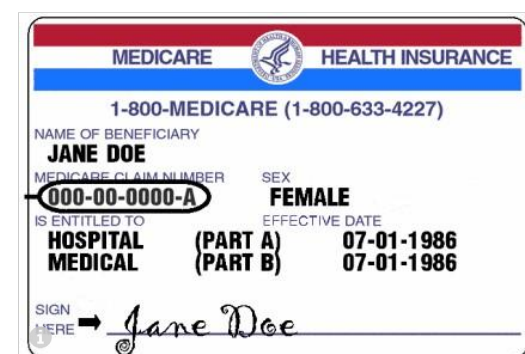 MEDICARE HEALTH INSURANCE
1-800-MEDICARE (1-800-633-4227)
NAME OF BENEFICIARY
JANE DOE
MEDICARE CLAIM NUMBER SEX
000-00-0000-A FEMALE
IS ENTITLED TO EFFECTIVE DATE
HOSPITAL (PART A) 07-01-1986
MEDICAL (PART B) 07-01-1986
SIGN
HERE Jane Doe